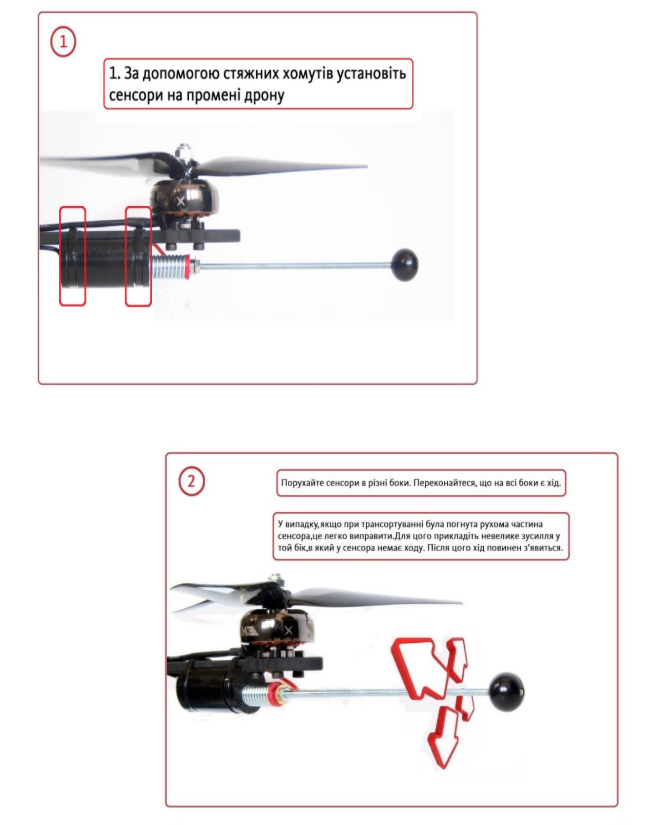 1
1. За допомогою стяжних хомутів установіть
сенсори на промені дрону
X
2
Порухайте сенсори в різні боки. Переконайтеся, що на всі боки є хід.
У випадку,якщо при трансортуванні була погнута рухома частина
сенсора,це легко виправити.Для цього прикладіть невелике зусилля у
той бік,в який у сенсора немає ходу. Після цього хід повинен з'явиться.
X